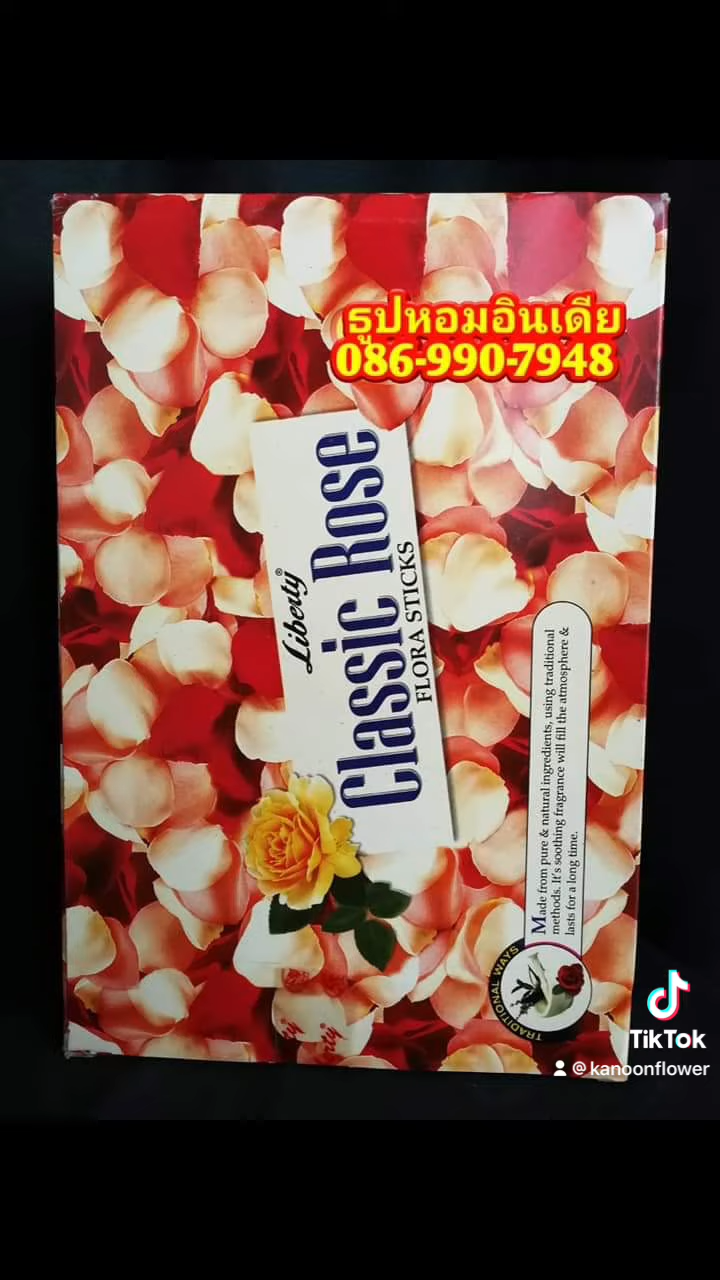 ธูปหอมอินเดีย
086-990-7948
Liberty®
Classic Rose
FLORA STICKS
Made from pure & natural ingredients, using traditional
methods. It's soothing fragrance will fill the atmosphere &
lasts for a long time.
TRADITIONAL WAYS
TikTok
@kanoonflower